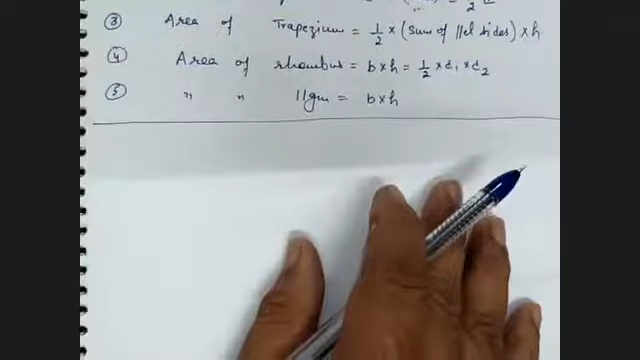 ③ Area of Trapezium = 1/2 × (sum of ||el sides) × h
④ Area of rhombus = b×h = 1/2 × d₁ × d₂
⑤ " " ||gm = b×h